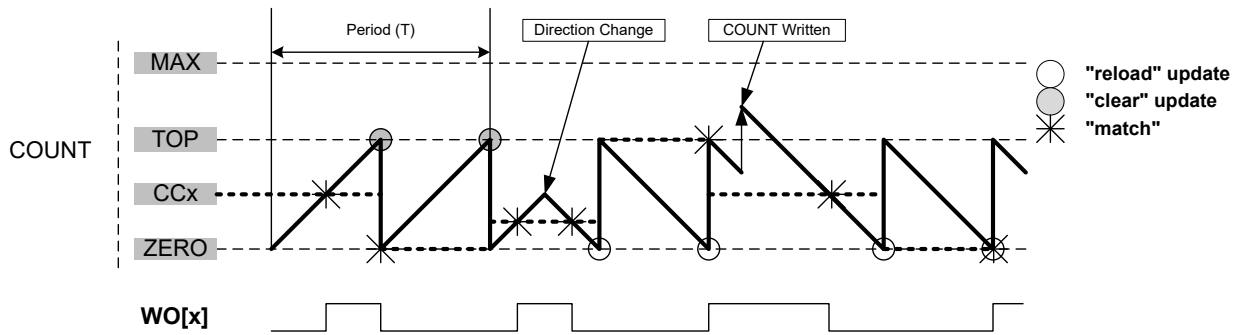 Period (T)
Direction Change
COUNT Written
COUNT
MAX
TOP
CCx
ZERO
"reload" update
"clear" update
"match"
WO[x]